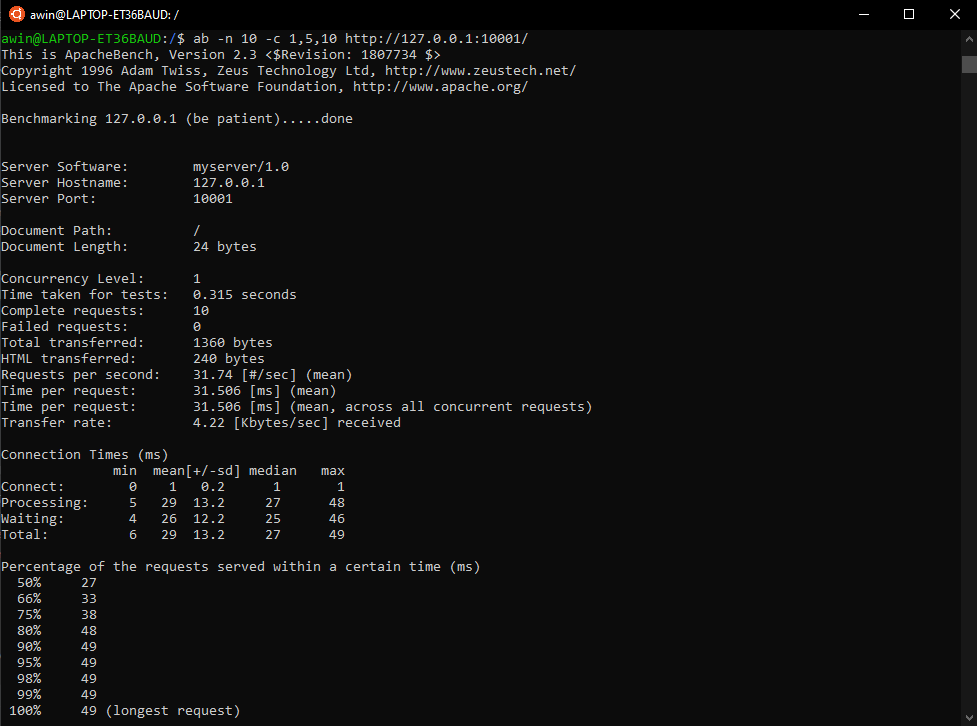 awin@LAPTOP-ET36BAUD: /
awin@LAPTOP-ET36BAUD:/$ ab -n 10 -c 1,5,10 http://127.0.0.1:10001/
This is ApacheBench, Version 2.3 <$Revision: 1807734 $>
Copyright 1996 Adam Twiss, Zeus Technology Ltd, http://www.zeustech.net/
Licensed to The Apache Software Foundation, http://www.apache.org/
Benchmarking 127.0.0.1 (be patient).....done
Server Software:        myserver/1.0
Server Hostname:        127.0.0.1
Server Port:            10001
Document Path:          /
Document Length:        24 bytes
Concurrency Level:      1
Time taken for tests:   0.315 seconds
Complete requests:      10
Failed requests:        0
Total transferred:      1360 bytes
HTML transferred:       240 bytes
Requests per second:    31.74 [#/sec] (mean)
Time per request:       31.506 [ms] (mean)
Time per request:       31.506 [ms] (mean, across all concurrent requests)
Transfer rate:          4.22 [Kbytes/sec] received
Connection Times (ms)
              min  mean[+/-sd] median   max
Connect:        0    1   0.2      1       1
Processing:     5   29  13.2     27      48
Waiting:        4   26  12.2     25      46
Total:          6   29  13.2     27      49
Percentage of the requests served within a certain time (ms)
  50%     27
  66%     33
  75%     38
  80%     48
  90%     49
  95%     49
  98%     49
  99%     49
 100%     49 (longest request)